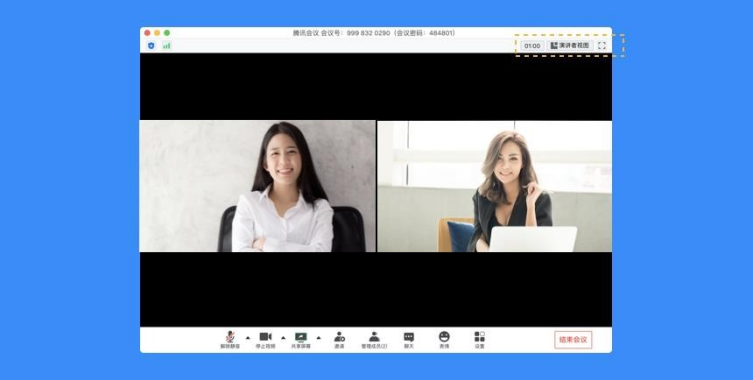 腾讯会议 会议号：999 832 0290（会议密码：484801）
01:00 演讲者视图
解除静音 停止视频 共享屏幕 邀请 管理成员(2) 聊天 表情 设置 结束会议